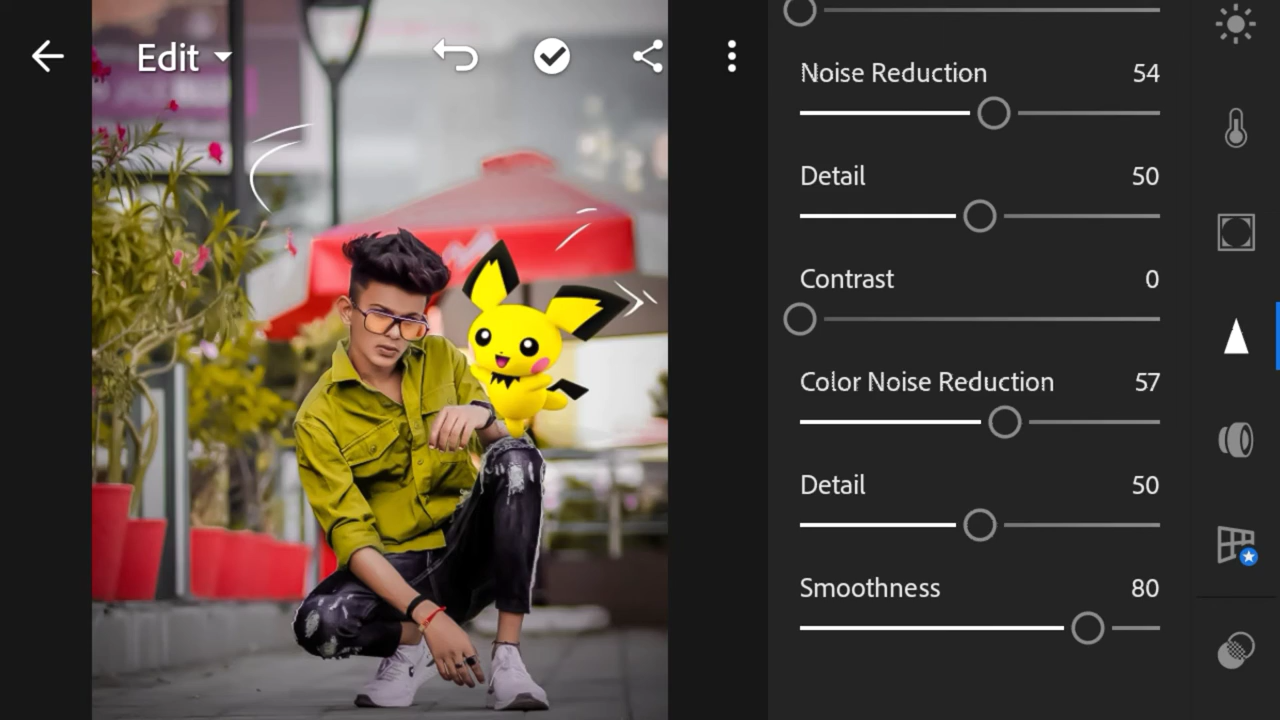 Edit
Noise Reduction 54
Detail 50
Contrast 0
Color Noise Reduction 57
Detail 50
Smoothness 80